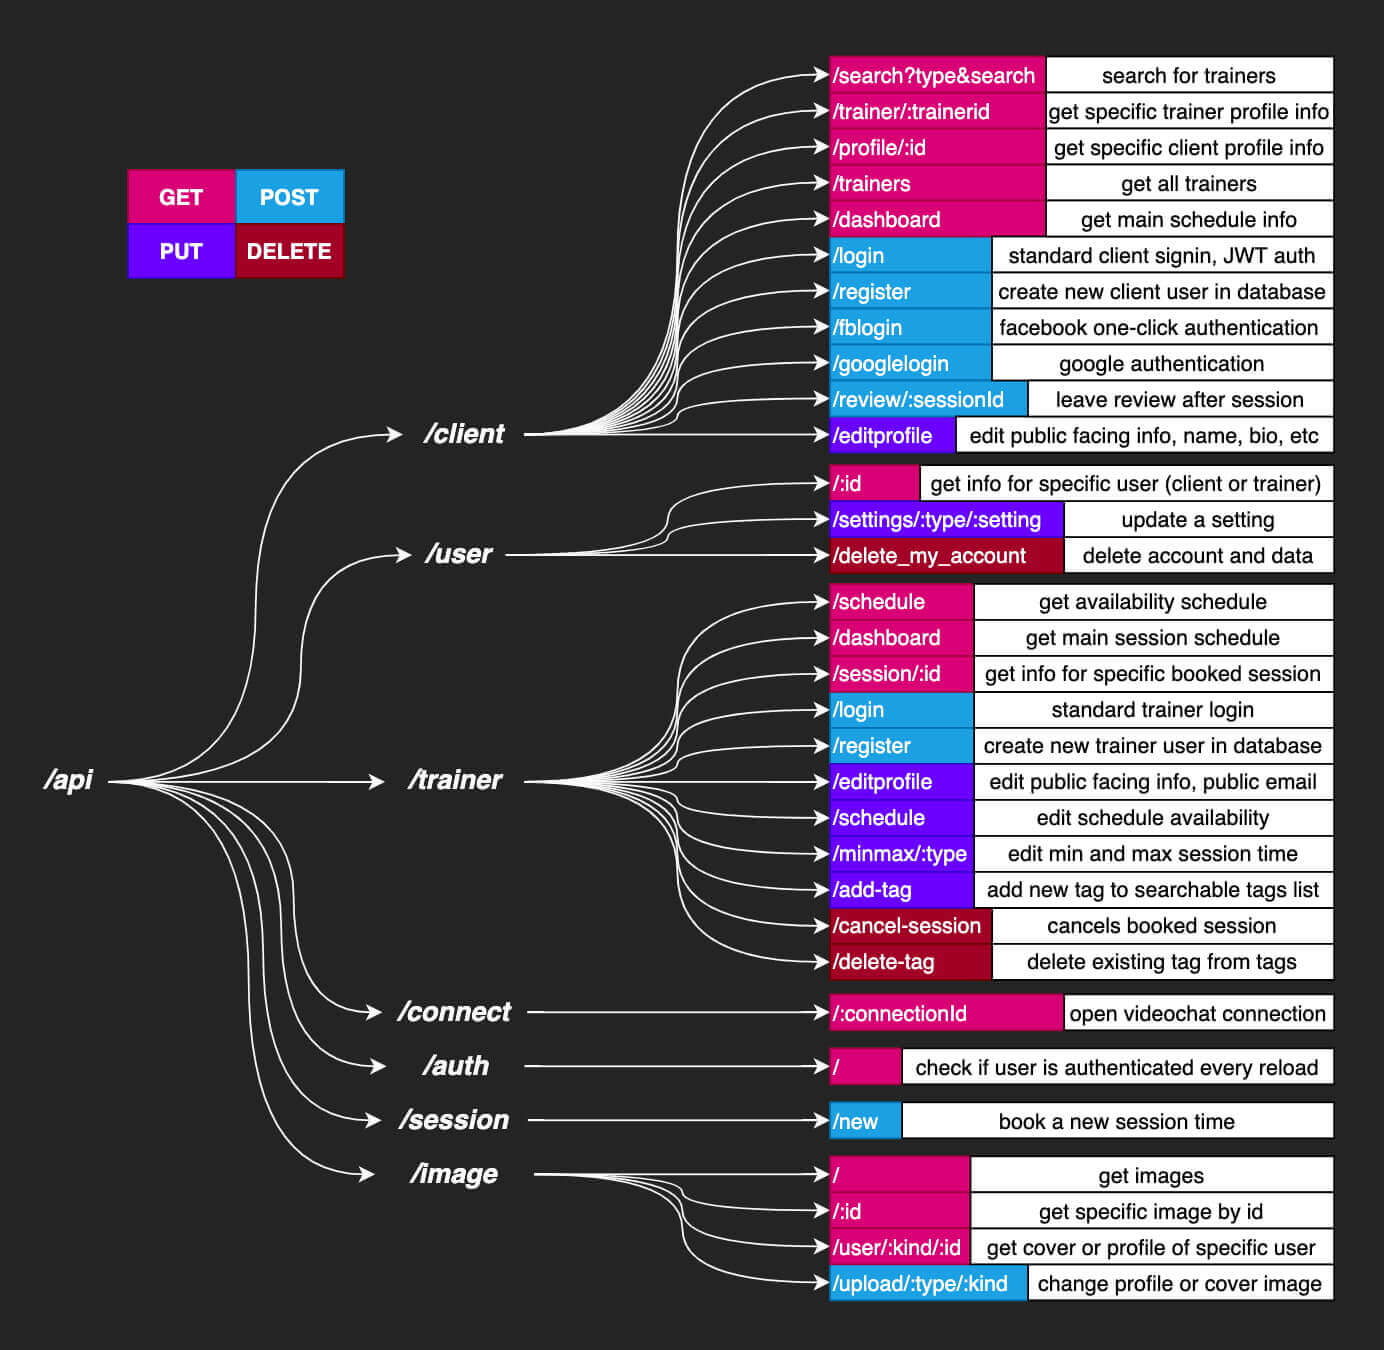 GET POST
PUT DELETE
/api
/client
/search?type&search search for trainers
/trainer/:trainerid get specific trainer profile info
/profile/:id get specific client profile info
/trainers get all trainers
/dashboard get main schedule info
/login standard client signin, JWT auth
/register create new client user in database
/fblogin facebook one-click authentication
/googlelogin google authentication
/review/:sessionId leave review after session
/editprofile edit public facing info, name, bio, etc
/user
/:id get info for specific user (client or trainer)
/settings/:type/:setting update a setting
/delete_my_account delete account and data
/trainer
/schedule get availability schedule
/dashboard get main session schedule
/session/:id get info for specific booked session
/login standard trainer login
/register create new trainer user in database
/editprofile edit public facing info, public email
/schedule edit schedule availability
/minmax/:type edit min and max session time
/add-tag add new tag to searchable tags list
/cancel-session cancels booked session
/delete-tag delete existing tag from tags
/connect
/:connectionId open videochat connection
/auth
/ check if user is authenticated every reload
/session
/new book a new session time
/image
/ get images
/:id get specific image by id
/user/:kind/:id get cover or profile of specific user
/upload/:type/:kind change profile or cover image